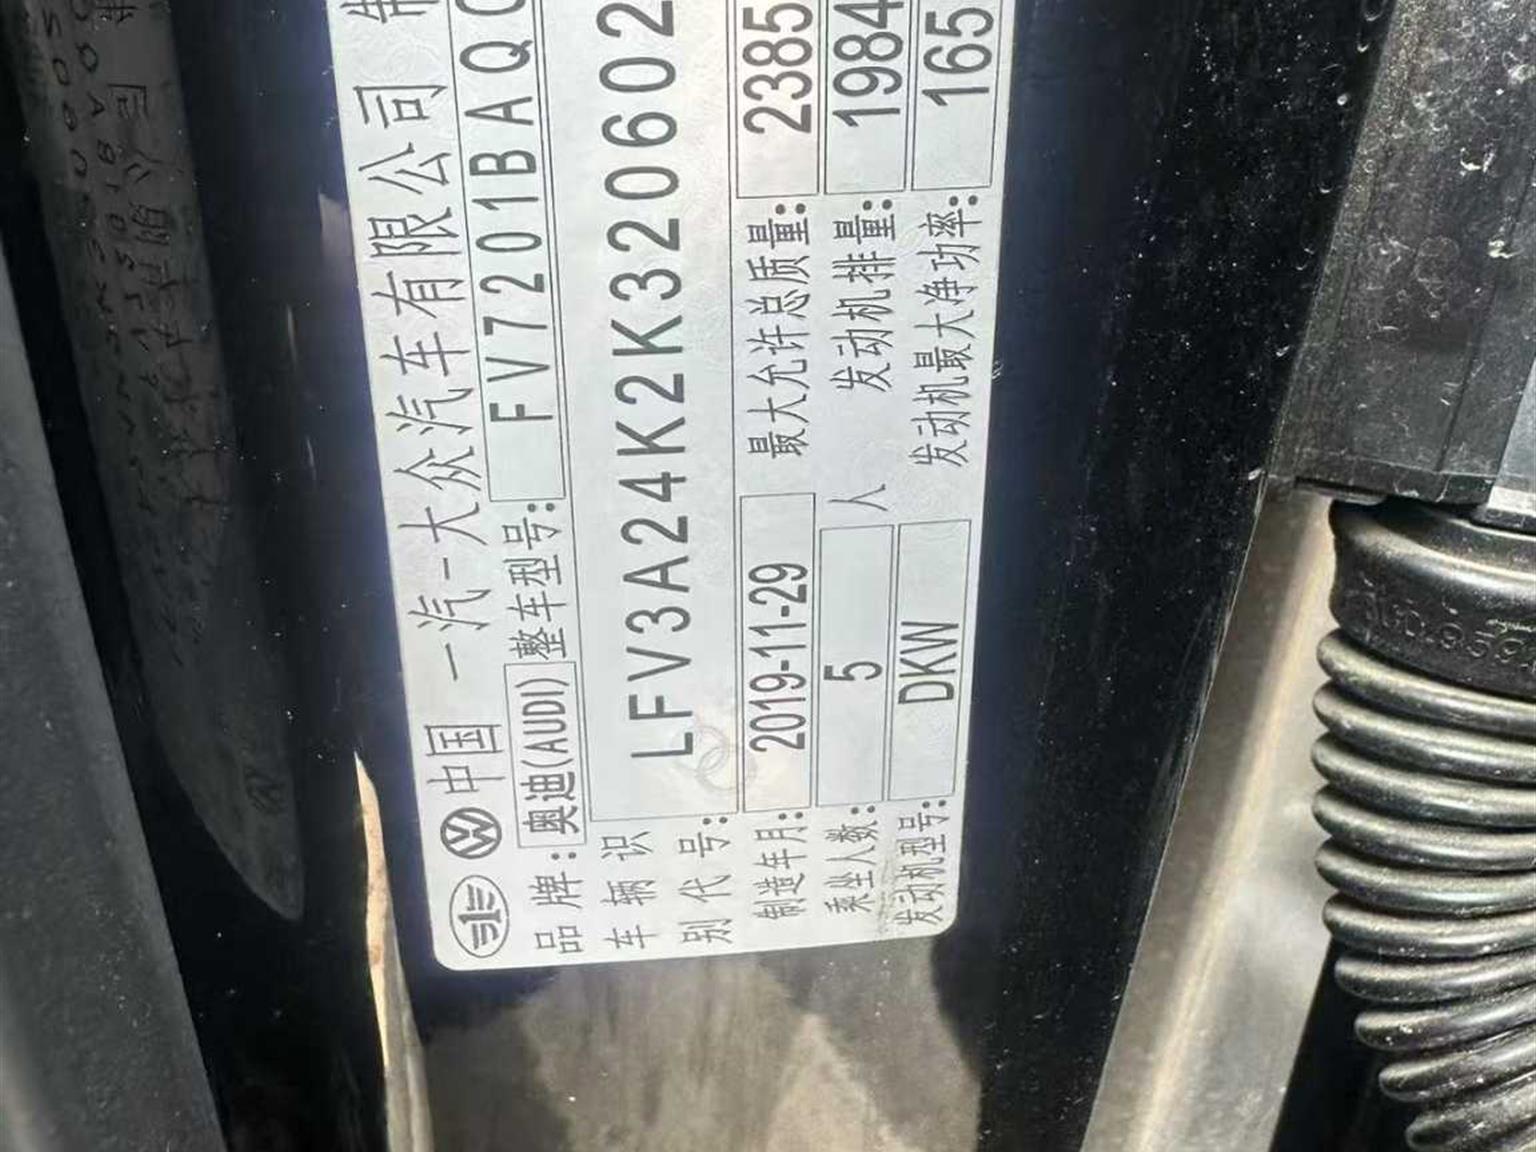 中国 一汽-大众汽车有限公司 制
品牌: 奥迪(AUDI) 整车型号: FV7201BAQ
车辆识别代号: LFV3A24K2K320602
制造年月: 2019-11-29 最大允许总质量: 2385
乘坐人数: 5 人 发动机排量: 1984
发动机型号: DKW 发动机最大净功率: 165